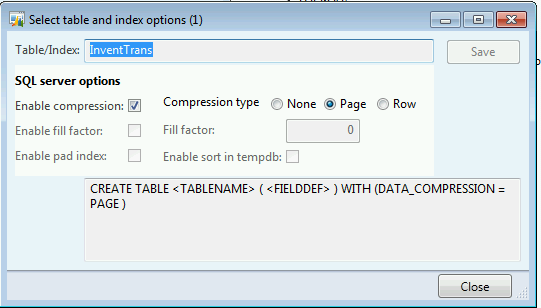 Select table and index options (1)
Table/Index: InventTrans Save
SQL server options
Enable compression: Compression type None Page Row
Enable fill factor: Fill factor: 0
Enable pad index: Enable sort in tempdb:
CREATE TABLE <TABLENAME> ( <FIELDDEF> ) WITH (DATA_COMPRESSION =
PAGE )
Close